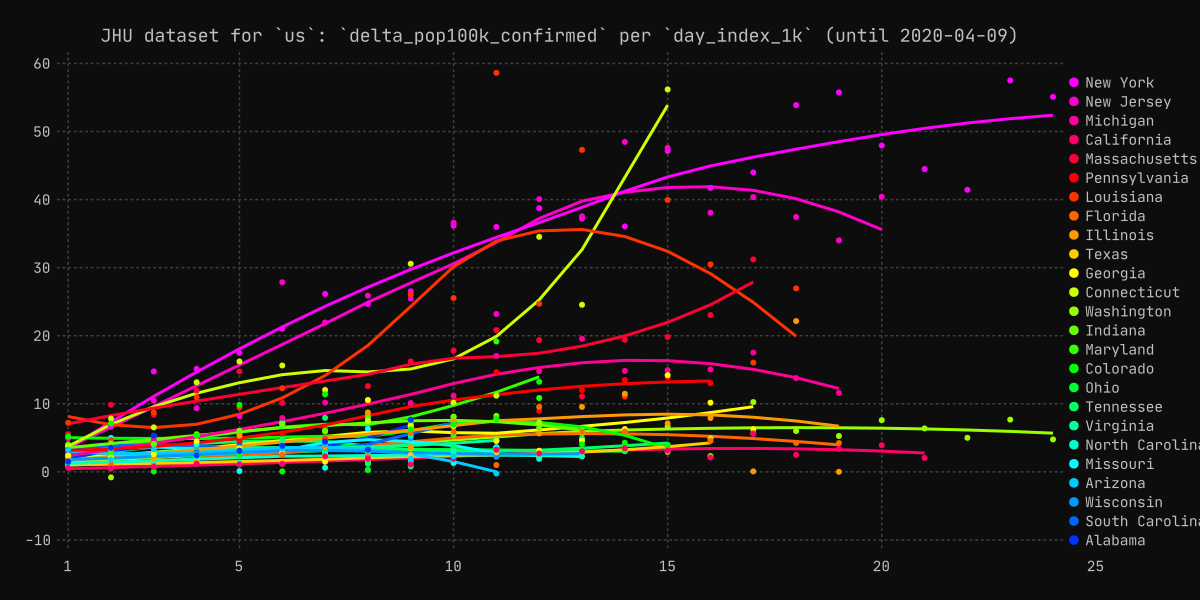 JHU dataset for `us`: `delta_pop100k_confirmed` per `day_index_1k` (until 2020-04-09)
60
50
40
30
20
10
0
-10
1
5
10
15
20
25
New York
New Jersey
Michigan
California
Massachusetts
Pennsylvania
Louisiana
Florida
Illinois
Texas
Georgia
Connecticut
Washington
Indiana
Maryland
Colorado
Ohio
Tennessee
Virginia
North Carolina
Missouri
Arizona
Wisconsin
South Carolina
Alabama